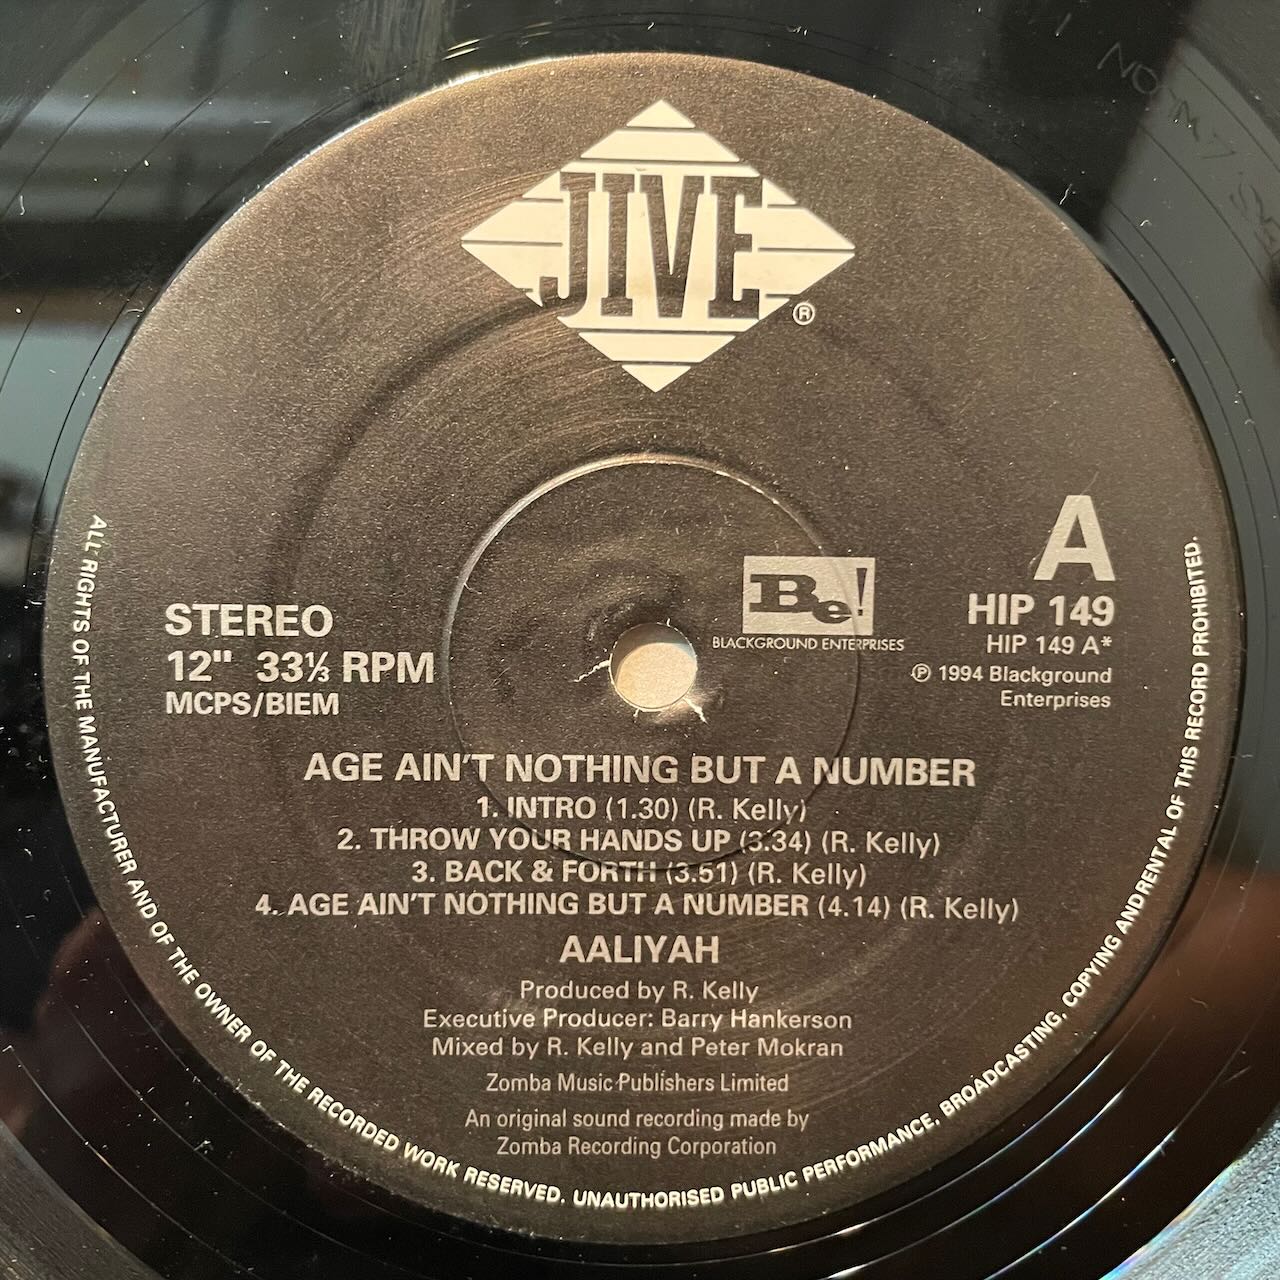 JIVE
®
A
Be!
BLACKGROUND ENTERPRISES
HIP 149
HIP 149 A*
℗ 1994 Blackground
Enterprises
STEREO
12" 33⅓ RPM
MCPS/BIEM
AGE AIN'T NOTHING BUT A NUMBER
1. INTRO (1.30) (R. Kelly)
2. THROW YOUR HANDS UP (3.34) (R. Kelly)
3. BACK & FORTH (3.51) (R. Kelly)
4. AGE AIN'T NOTHING BUT A NUMBER (4.14) (R. Kelly)
AALIYAH
Produced by R. Kelly
Executive Producer: Barry Hankerson
Mixed by R. Kelly and Peter Mokran
Zomba Music Publishers Limited
An original sound recording made by
Zomba Recording Corporation
ALL RIGHTS OF THE MANUFACTURER AND OF THE OWNER OF THE RECORDED WORK RESERVED. UNAUTHORISED PUBLIC PERFORMANCE, BROADCASTING, COPYING ANDRENTAL OF THIS RECORD PROHIBITED.